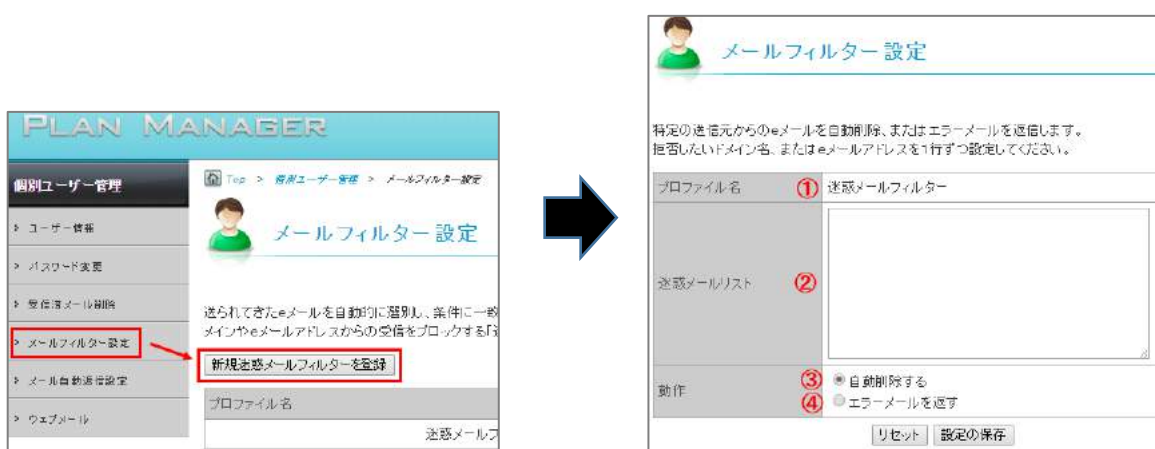 PLAN MANAGER
個別ユーザー管理
Top > 個別ユーザー管理 > メールフィルター設定
ユーザー情報
パスワード変更
受信済メール削除
メールフィルター設定
メール自動返信設定
ウェブメール
メールフィルター 設定
送られてきたeメールを自動的に選別し、条件に一致
メインやeメールアドレスからの受信をブロックする「迷
新規迷惑メールフィルターを登録
プロファイル名
迷惑メールフ
メールフィルター 設定
特定の送信元からのeメールを自動削除、またはエラーメールを返信します。
拒否したいドメイン名、またはeメールアドレスを1行ずつ設定してください。
プロファイル名 ① 迷惑メールフィルター
迷惑メールリスト ②
動作 ③ 自動削除する
④ エラーメールを返す
リセット 設定の保存